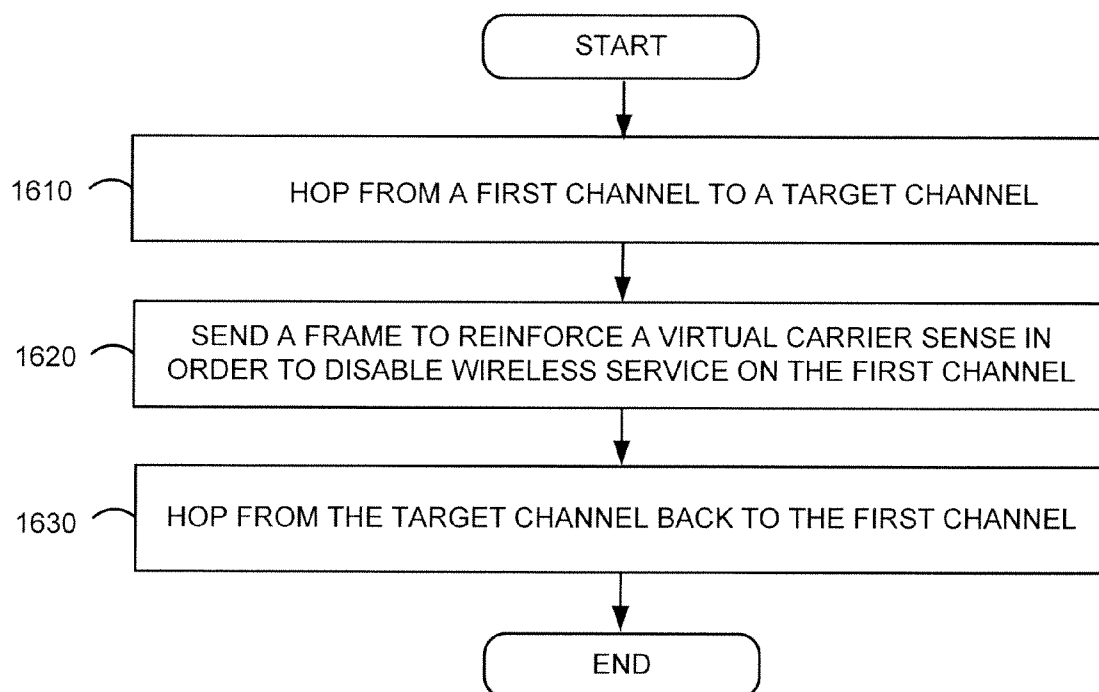 START
1610
HOP FROM A FIRST CHANNEL TO A TARGET CHANNEL
1620
SEND A FRAME TO REINFORCE A VIRTUAL CARRIER SENSE IN
ORDER TO DISABLE WIRELESS SERVICE ON THE FIRST CHANNEL
1630
HOP FROM THE TARGET CHANNEL BACK TO THE FIRST CHANNEL
END